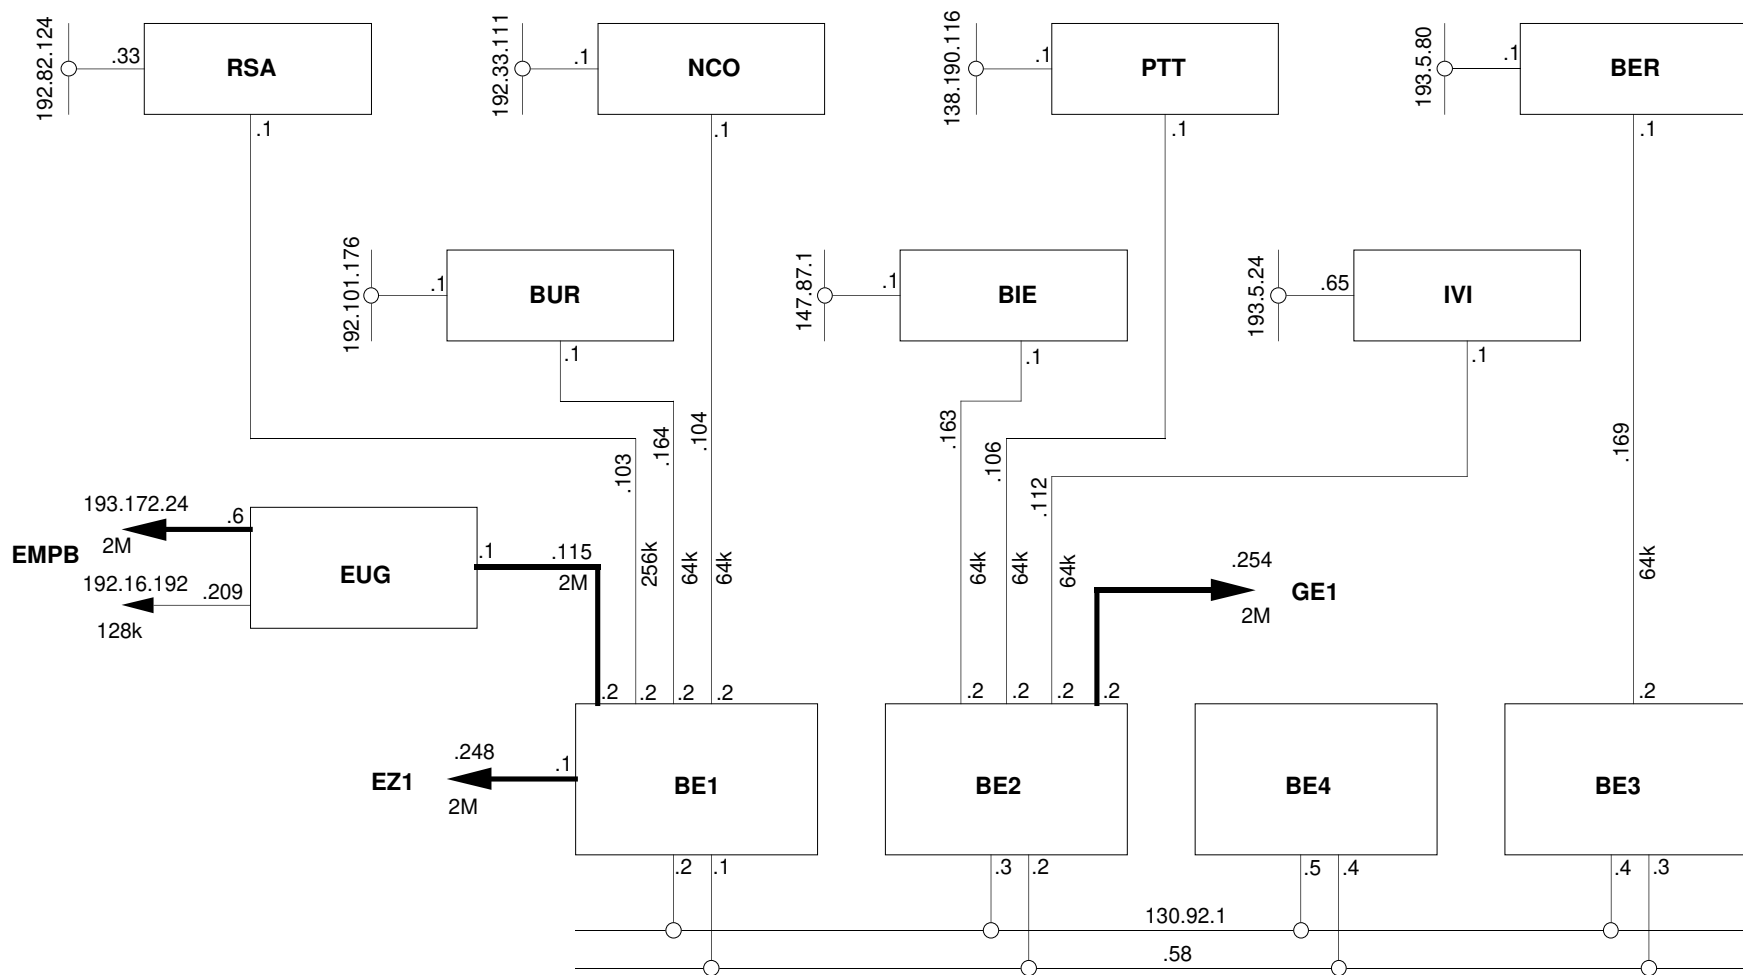 192.82.124
.33
RSA
.1
192.33.111
.1
NCO
.1
138.190.116
.1
PTT
.1
193.5.80
.1
BER
.1
192.101.176
.1
BUR
.1
147.87.1
.1
BIE
.1
193.5.24
.65
IVI
.1
.103
.164
.104
.163
.106
.112
.169
256k
64k
64k
64k
64k
64k
64k
193.172.24
.6
2M
EMPB
192.16.192
.209
128k
EUG
.1
.115
2M
.254
2M
GE1
.2
.2
.2
.2
.2
.2
.2
.2
.2
.248
.1
2M
EZ1
BE1
BE2
BE4
BE3
.2
.1
.3
.2
.5
.4
.4
.3
130.92.1
.58